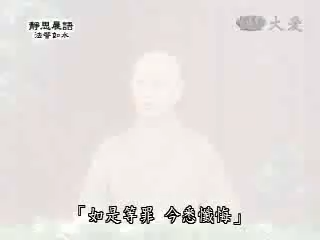 靜思晨語
法譬如水
大愛
「如是等罪 今悉懺悔」